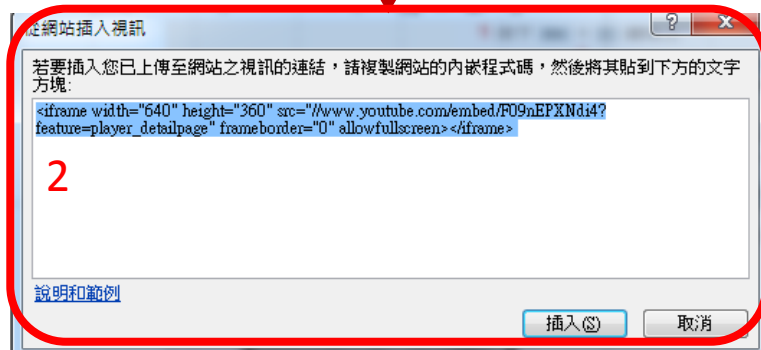 從網站插入視訊
若要插入您已上傳至網站之視訊的連結，請複製網站的內嵌程式碼，然後將其貼到下方的文字
方塊:
<iframe width="640" height="360" src="//www.youtube.com/embed/F09nEPXNdi4?
feature=player_detailpage" frameborder="0" allowfullscreen></iframe>
2
說明和範例
插入(S) 取消